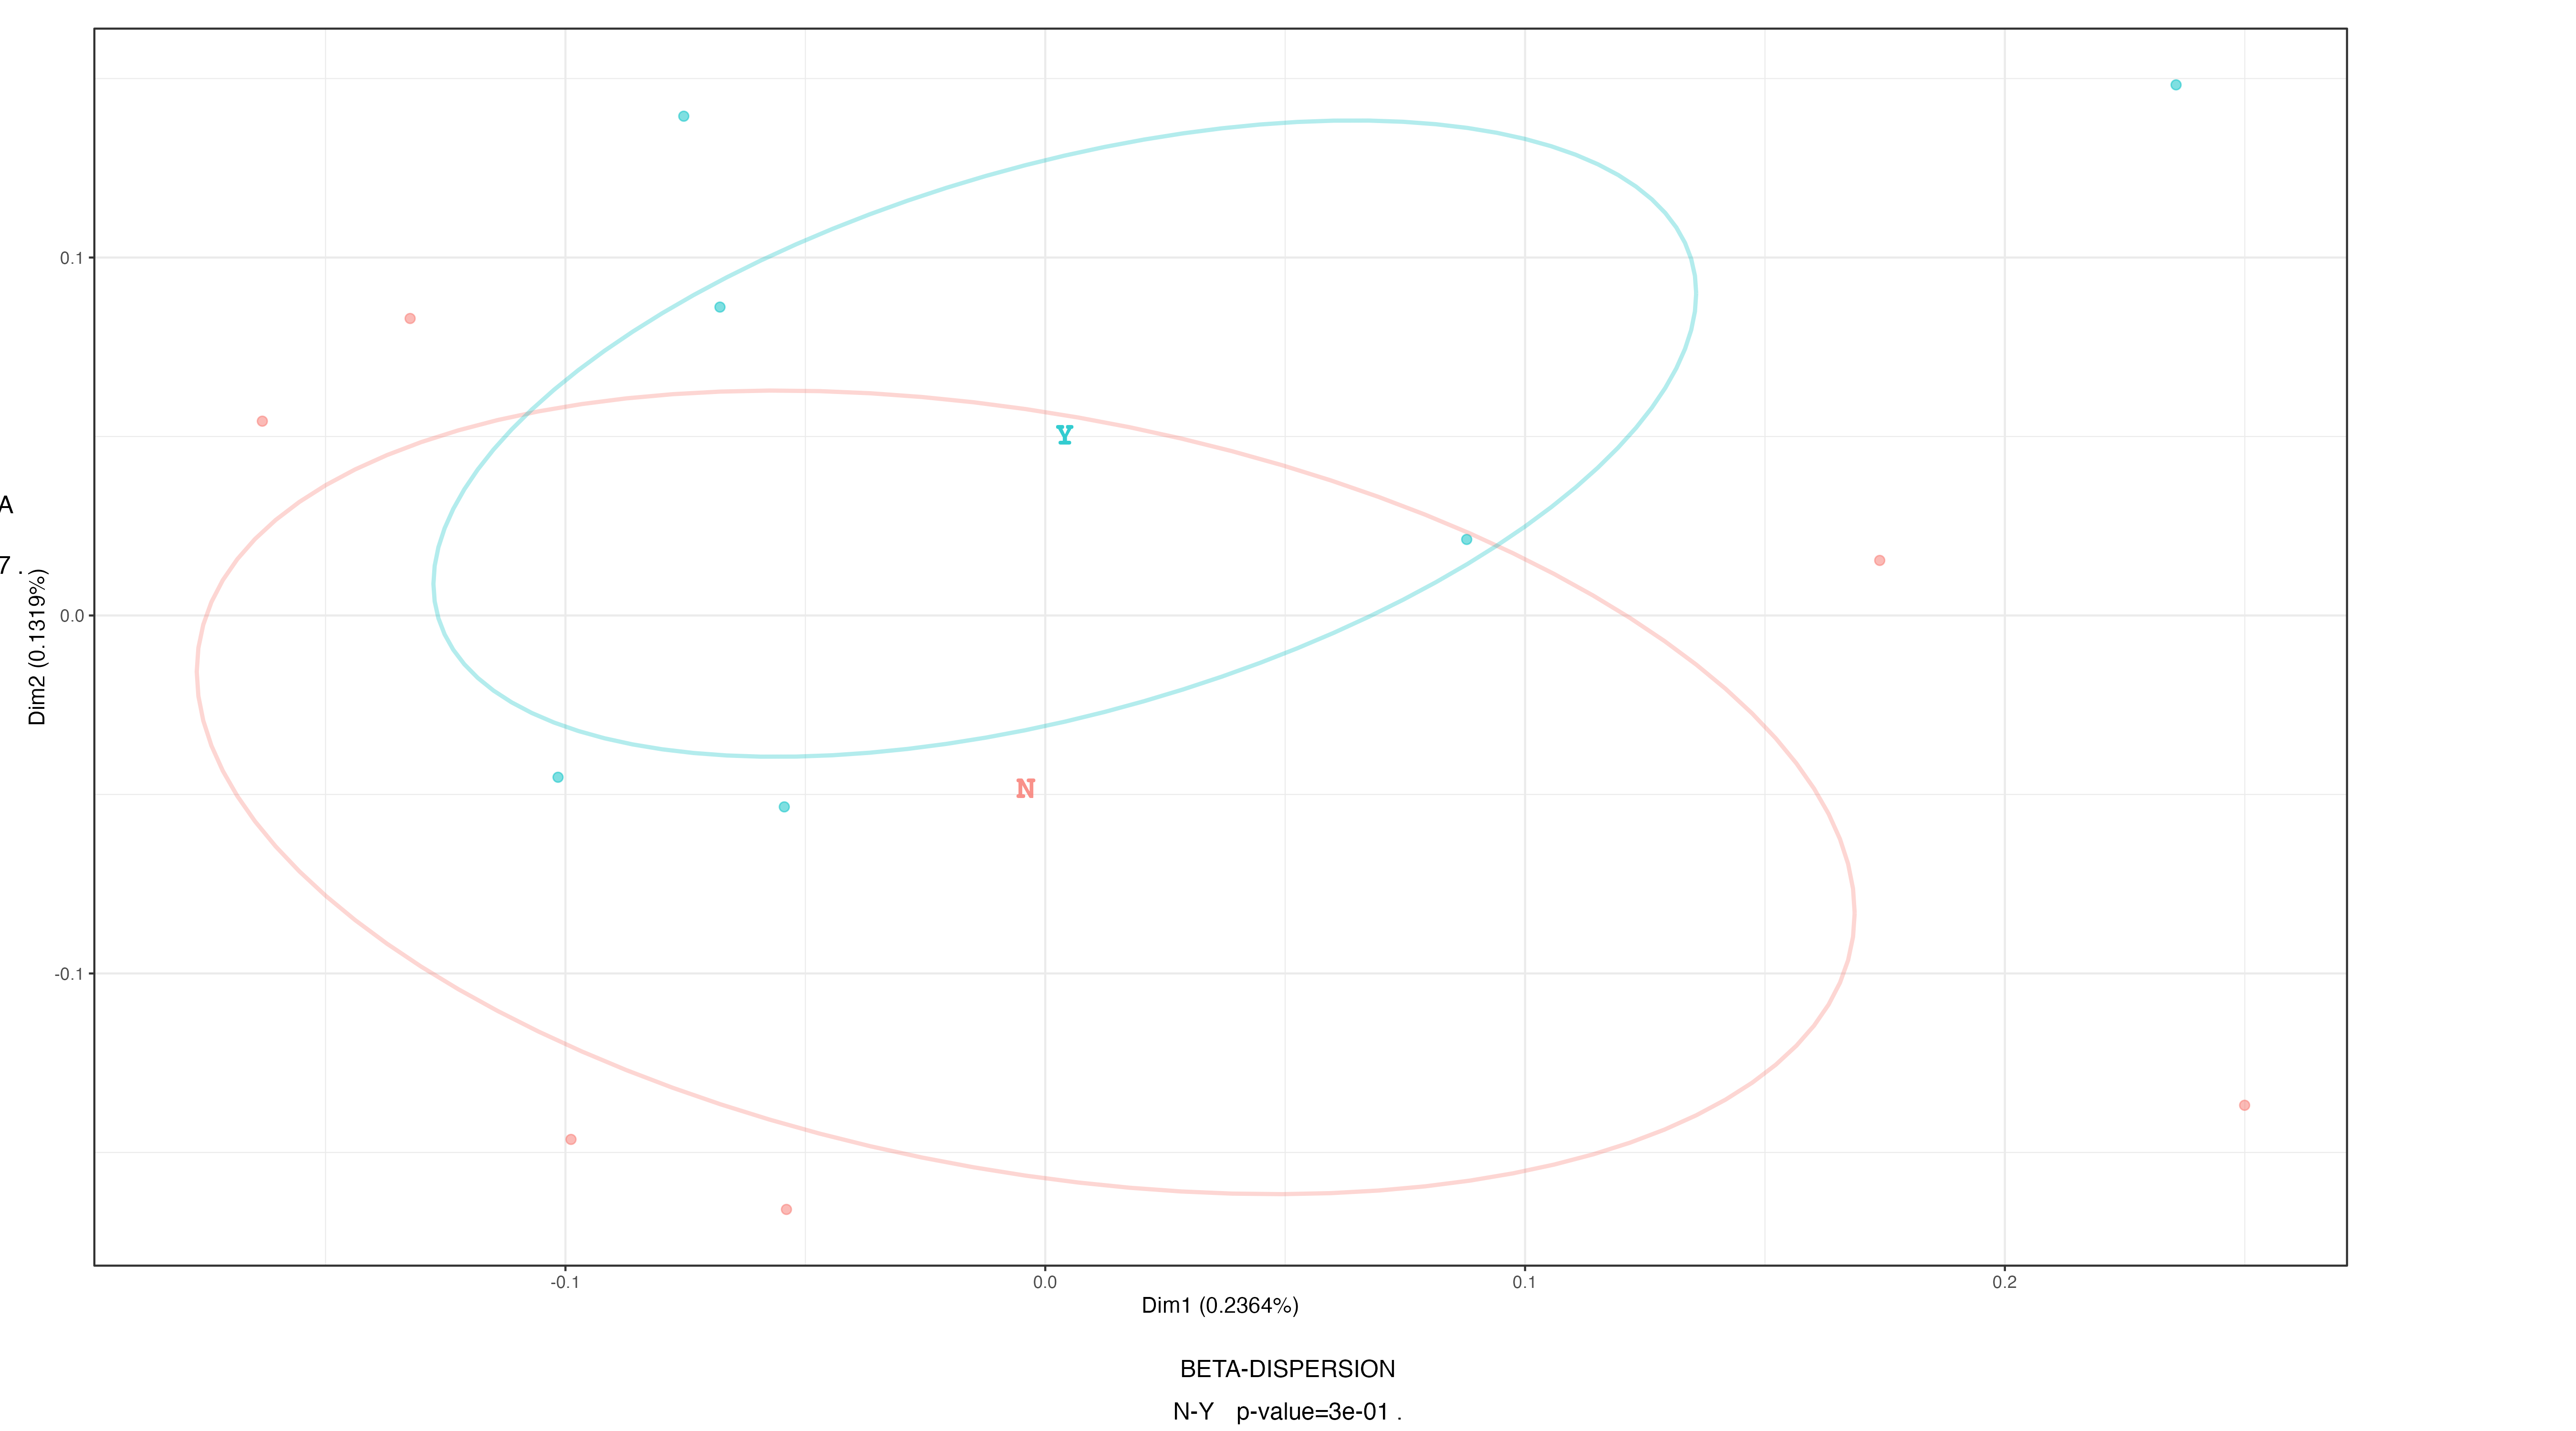 0.1
Y
A
7 .
0.0
Dim2 (0.1319%)
N
-0.1
-0.1 0.0 0.1 0.2
Dim1 (0.2364%)
BETA-DISPERSION
N-Y p-value=3e-01 .